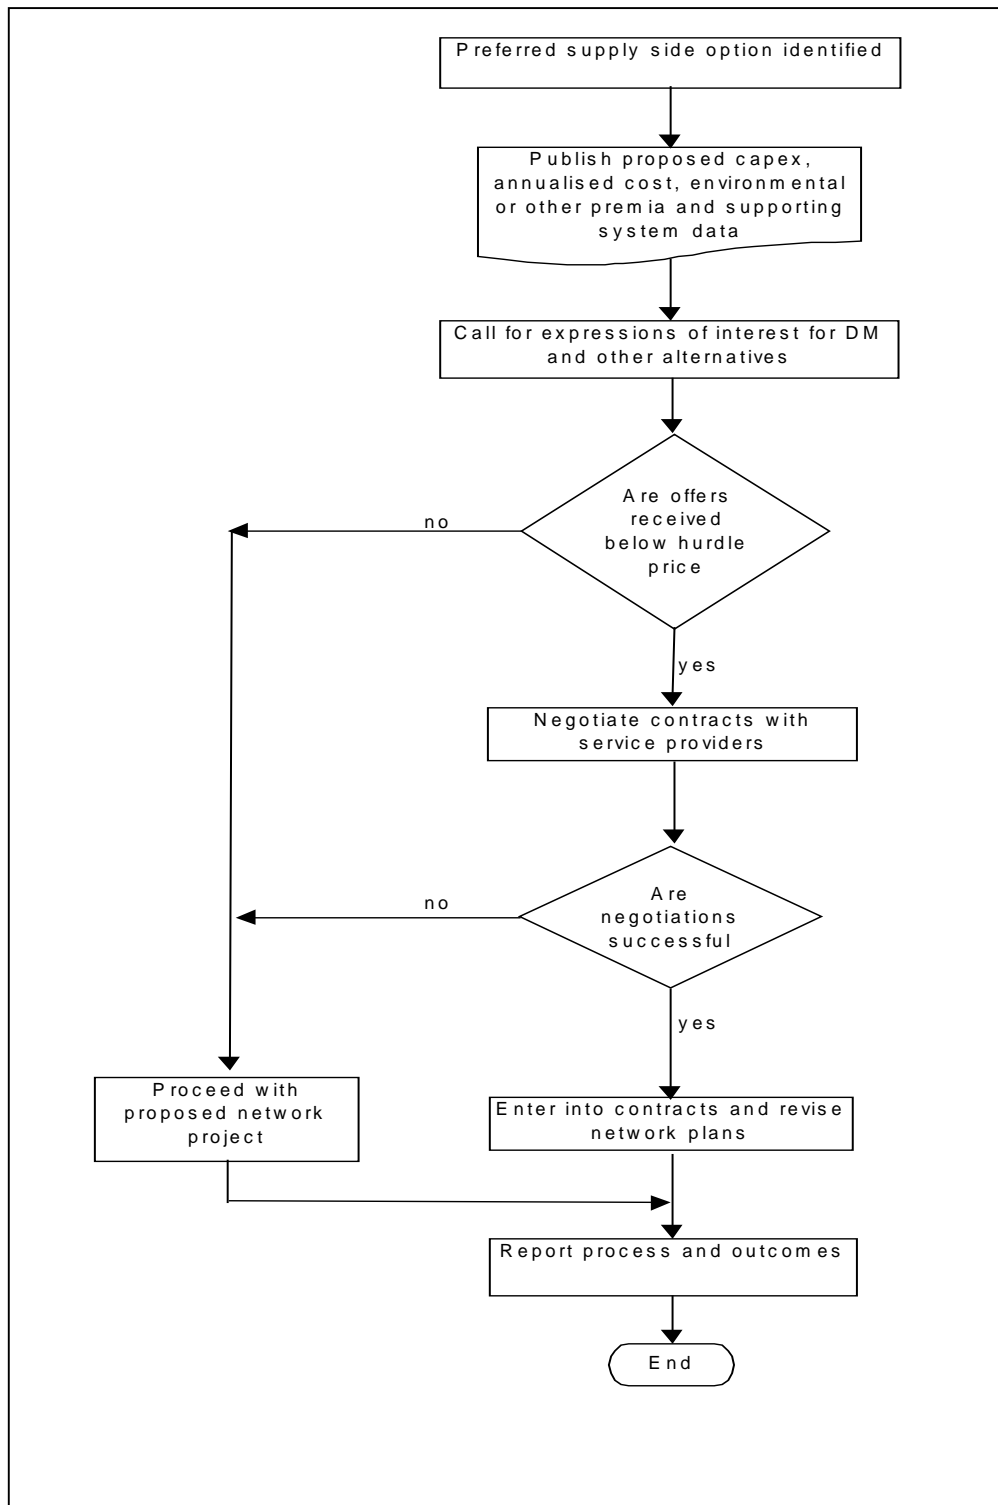 Preferred supply side option identified
Publish proposed capex,
annualised cost, environmental
or other premia and supporting
system data
Call for expressions of interest for DM
and other alternatives
Are offers
received
below hurdle
price
no
yes
Negotiate contracts with
service providers
Are
negotiations
successful
no
yes
Proceed with
proposed network
project
Enter into contracts and revise
network plans
Report process and outcomes
End